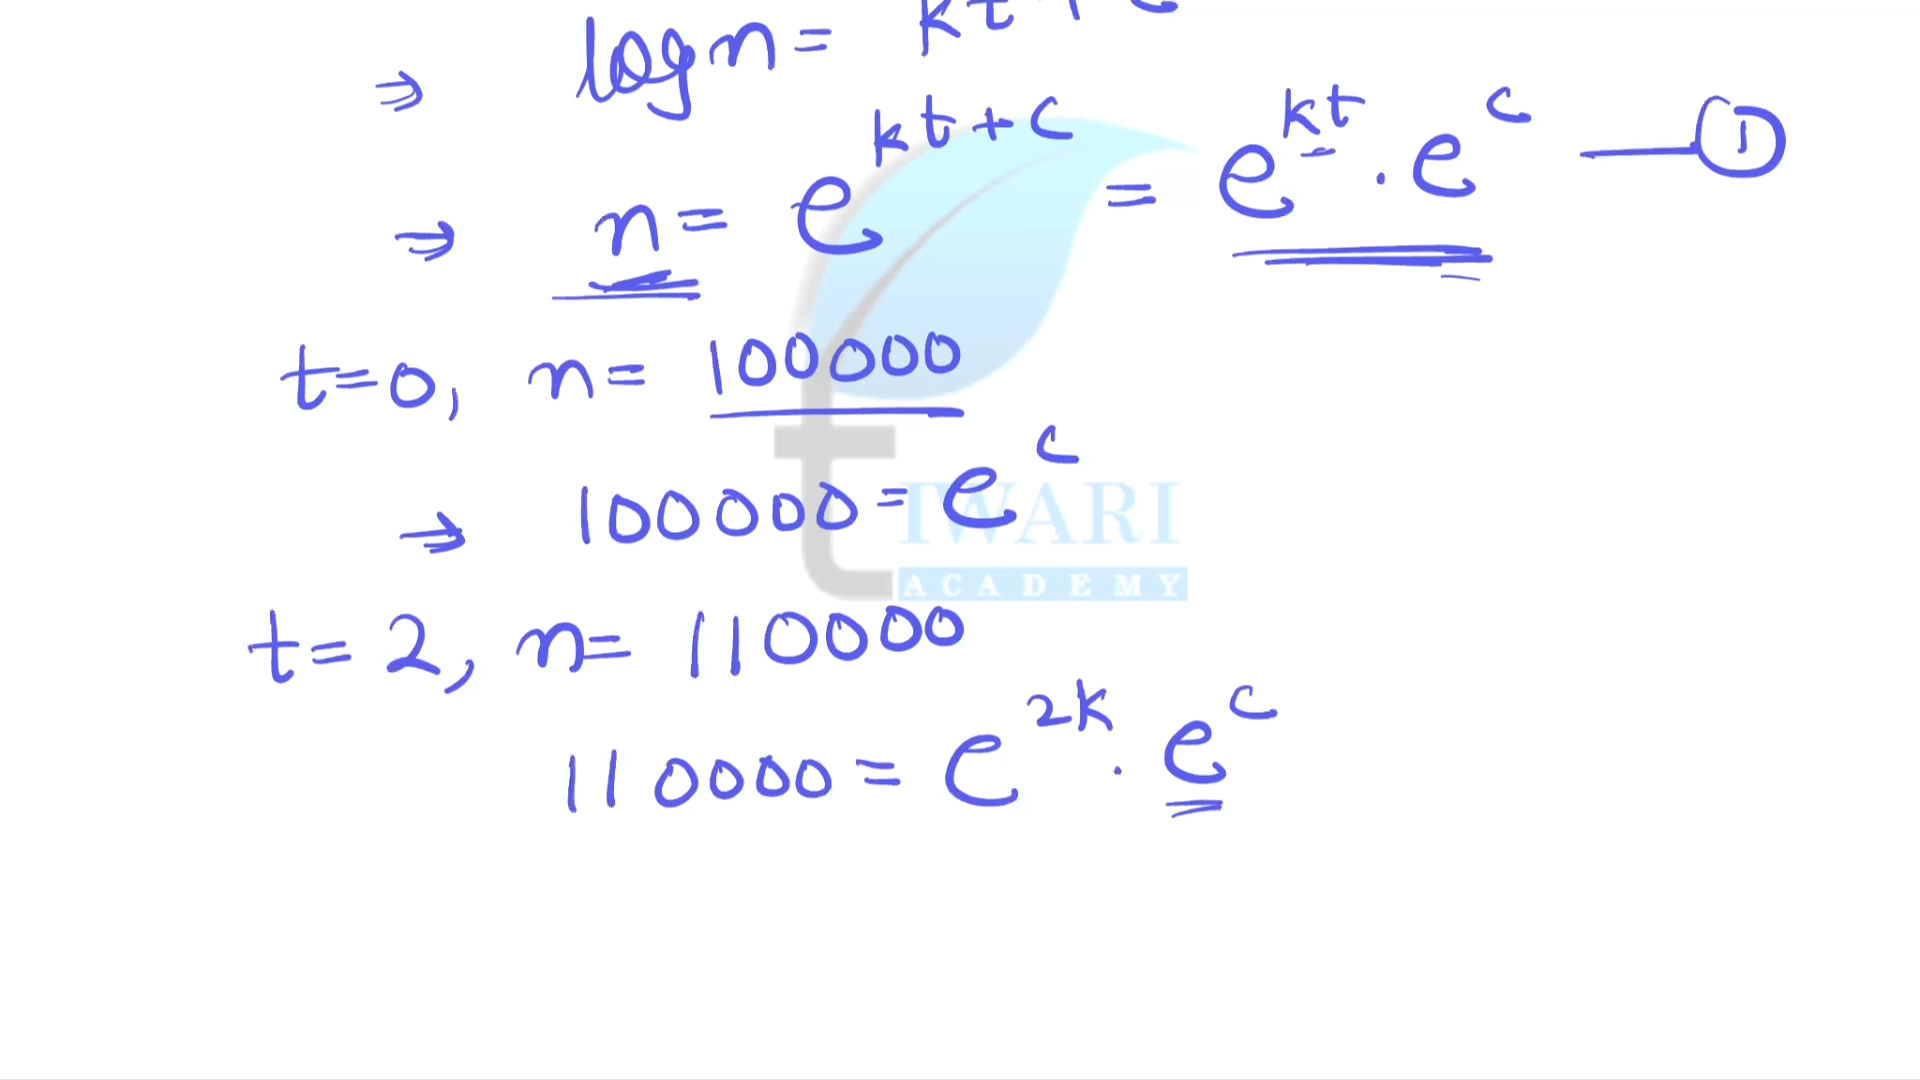 ⇒ log n = kt + c
⇒ n = e^{kt+c} = e^{kt} · e^{c} — ①
t=0, n= 100000
⇒ 100000 = e^{c}
tIWARI
ACADEMY
t= 2, n= 110000
110000 = e^{2k} · e^{c}